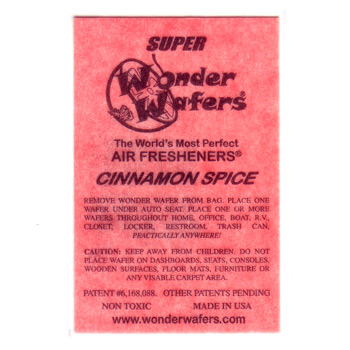 SUPER
Wonder
Wafers®
The World's Most Perfect
AIR FRESHENERS®
CINNAMON SPICE
REMOVE WONDER WAFER FROM BAG. PLACE ONE
WAFER UNDER AUTO SEAT. PLACE ONE OR MORE
WAFERS THROUGHOUT HOME, OFFICE, BOAT, R.V.,
CLOSET, LOCKER, RESTROOM, TRASH CAN,
PRACTICALLY ANYWHERE!
CAUTION: KEEP AWAY FROM CHILDREN. DO NOT
PLACE WAFER ON DASHBOARDS, SEATS, CONSOLES,
WOODEN SURFACES, FLOOR MATS, FURNITURE OR
ANY VISABLE CARPET AREA.
PATENT #6,168,088. OTHER PATENTS PENDING
NON TOXIC MADE IN USA
www.wonderwafers.com